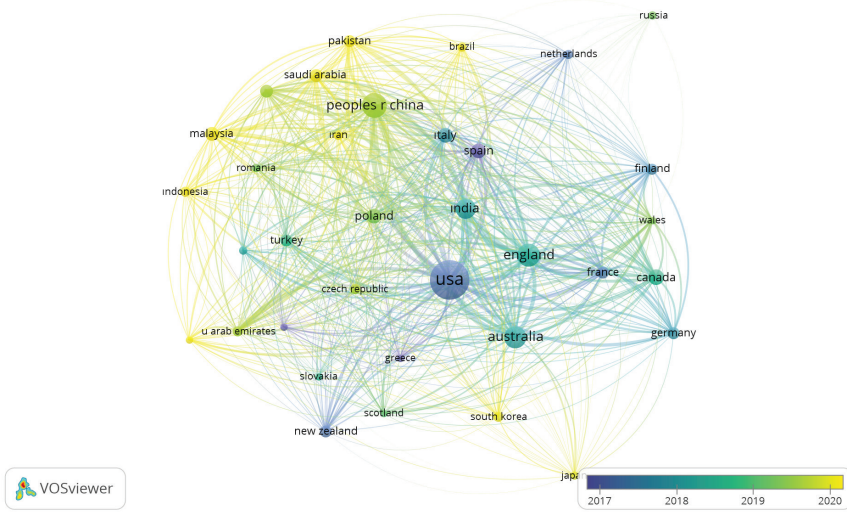 russia
pakistan
brazil
netherlands
saudi arabia
peoples r china
malaysia
iran
italy
spain
romania
finland
indonesia
india
poland
wales
turkey
england
usa
france
canada
czech republic
u arab emirates
australia
germany
greece
slovakia
scotland
south korea
new zealand
VOSviewer
2017
2018
2019
2020